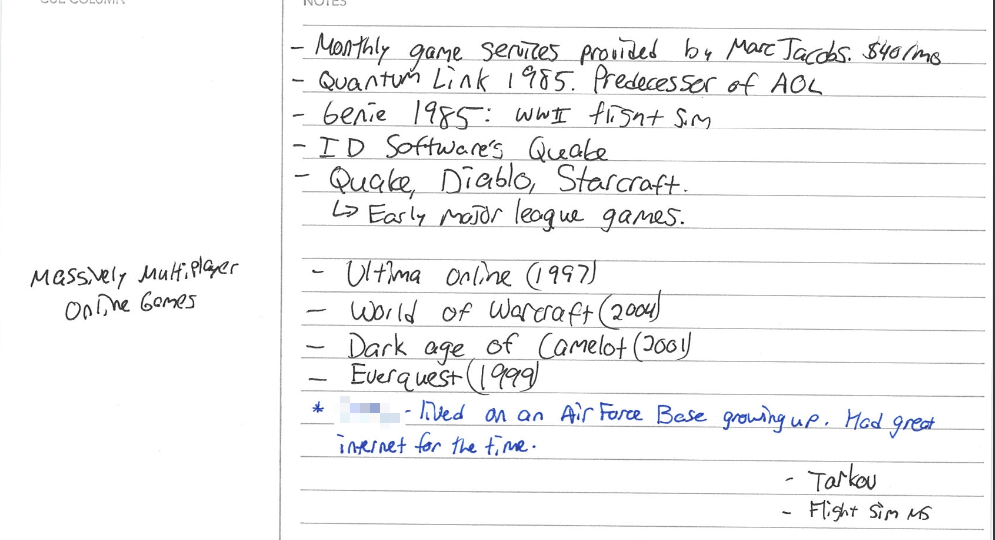 CUE COLUMN
NOTES
- Monthly game services provided by Marc Jacobs. $40/mo
- Quantum Link 1985. Predecessor of AOL
- Genie 1985: WWII flight sim
- ID Software's Quake
- Quake, Diablo, Starcraft.
↳ Early major league games.
Massively Multiplayer
Online Games
- Ultima Online (1997)
- World of Warcraft (2004)
- Dark age of Camelot (2001)
- Everquest (1999)
* - lived on an Air Force Base growing up. Had great
internet for the time.
- Tarkov
- Flight Sim MS